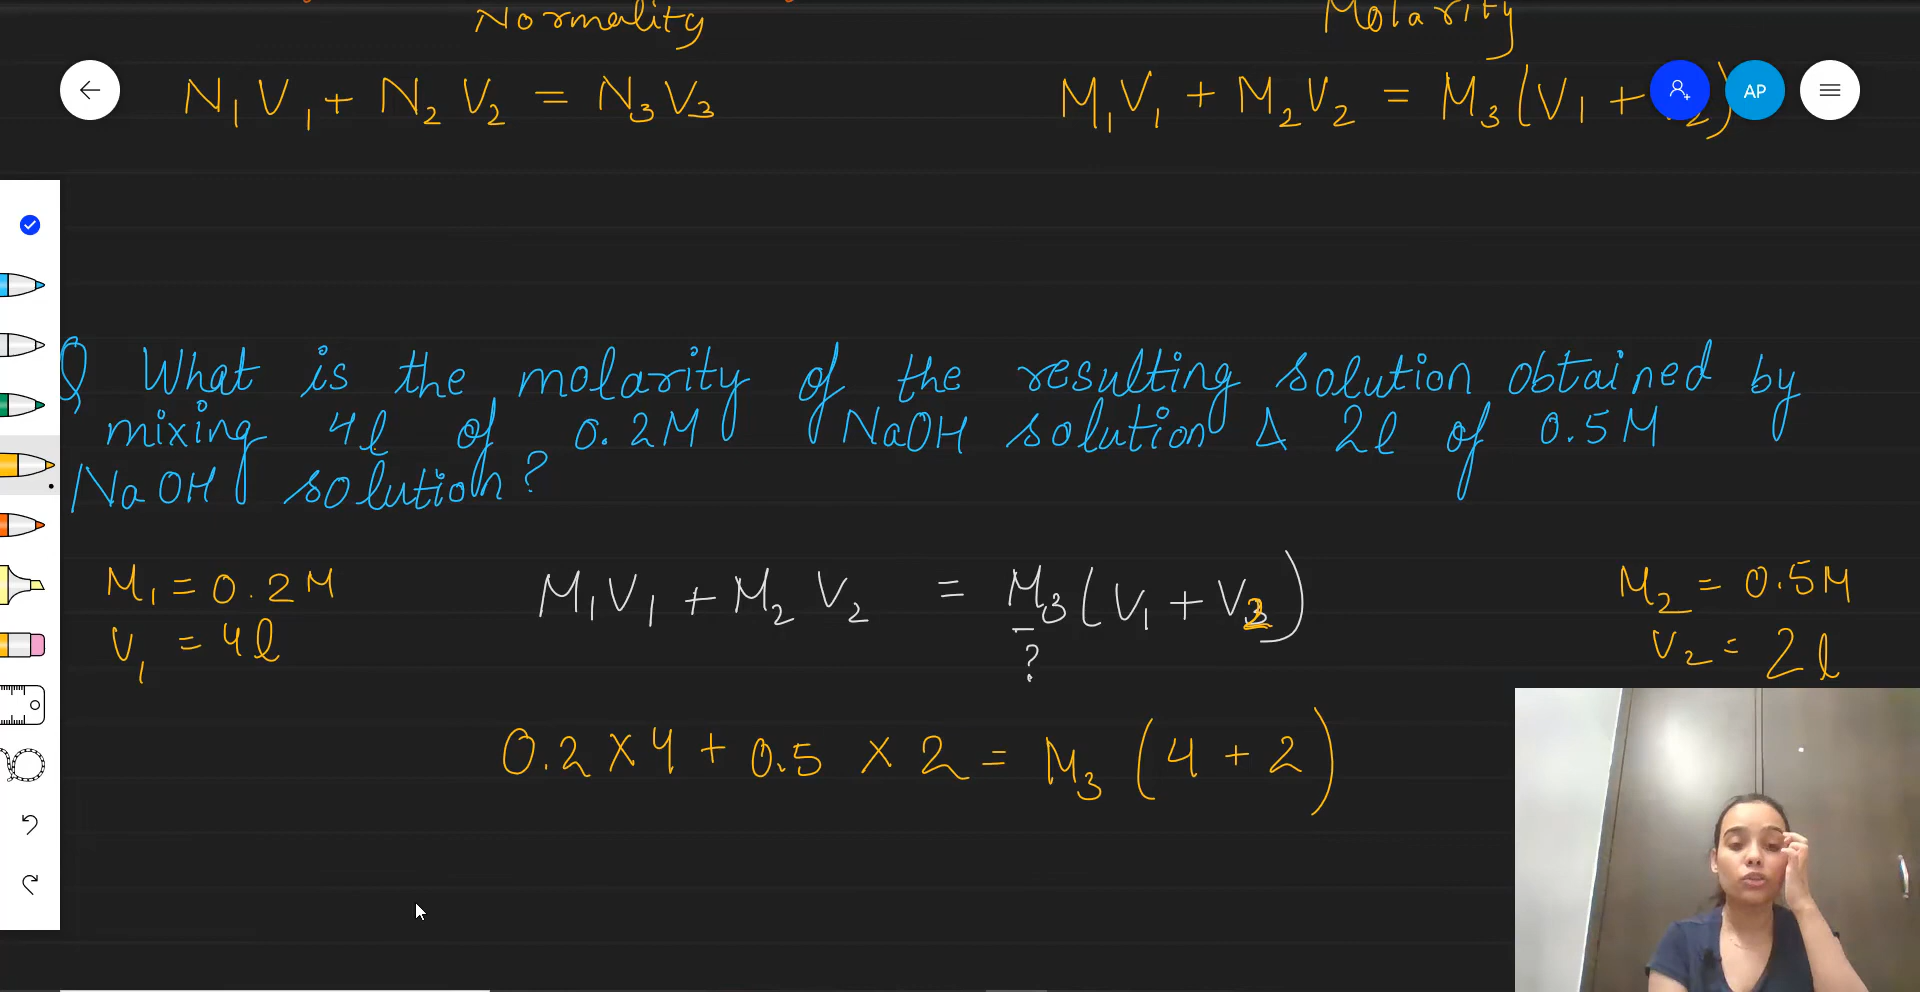 Normality
Molarity
N₁V₁ + N₂V₂ = N₃V₃
M₁V₁ + M₂V₂ = M₃(V₁ + 2)
AP
Q What is the molarity of the resulting solution obtained by
mixing 4l of 0.2M NaOH solution & 2l of 0.5M
NaOH solution?
M₁ = 0.2M
V₁ = 4l
M₁V₁ + M₂V₂ = M₃(V₁ + V₂)
?
M₂ = 0.5M
V₂ = 2l
0.2 × 4 + 0.5 × 2 = M₃ (4 + 2)